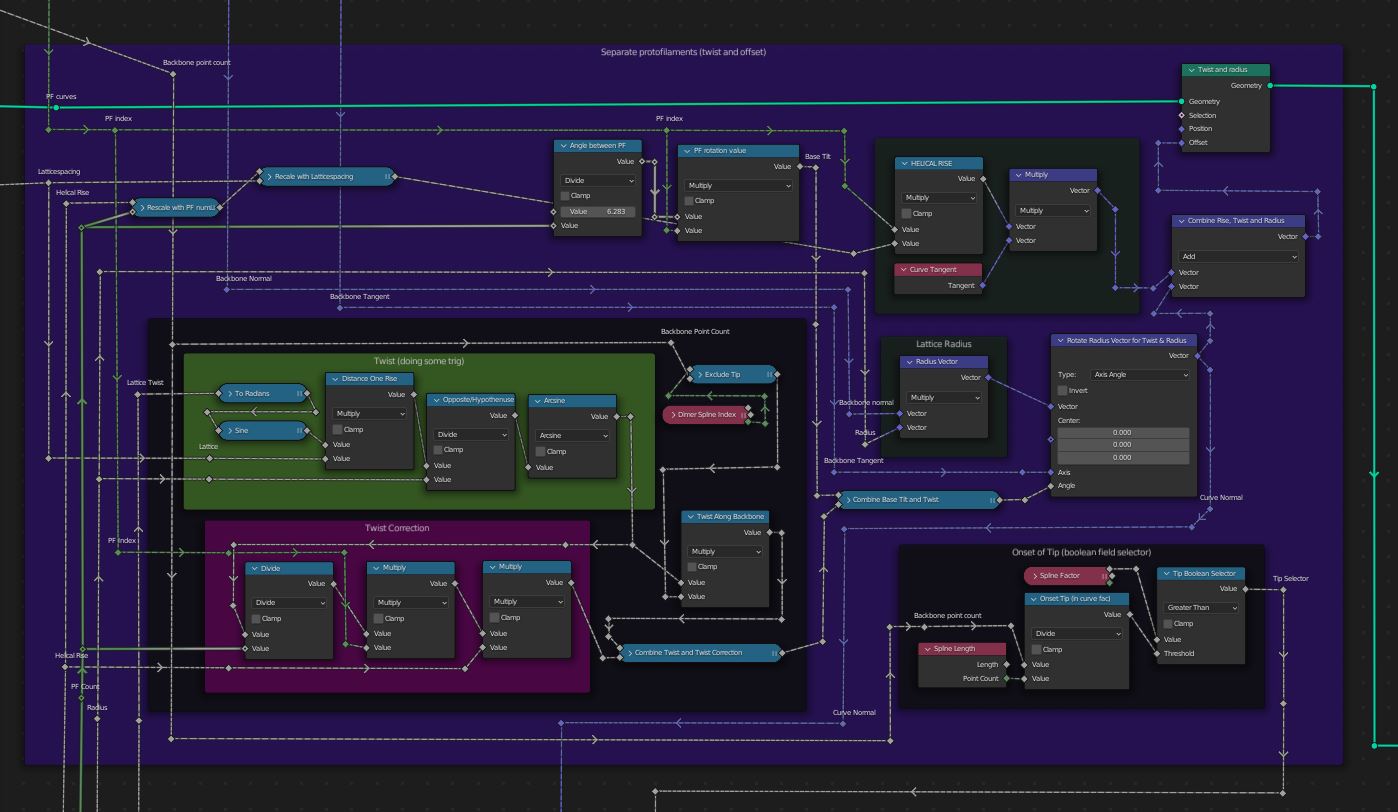 Separate protofilaments (twist and offset)
Backbone point count
Twist and radius
Geometry
PF curves
Geometry
Selection
Position
Offset
PF index
PF index
Angle between PF
Value
Divide
Clamp
Value 6.283
Value
PF rotation value
Value
Multiply
Clamp
Value
Value
Base Tilt
HELICAL RISE
Value
Multiply
Clamp
Value
Value
Multiply
Vector
Multiply
Vector
Vector
Curve Tangent
Tangent
Latticespacing
Recale with Latticespacing
Helical Rise
Rescale with PF num
Combine Rise, Twist and Radius
Vector
Add
Vector
Vector
Backbone Normal
Backbone Tangent
Backbone Point Count
Twist (doing some trig)
Lattice Twist
To Radians
Sine
Lattice
Distance One Rise
Value
Multiply
Clamp
Value
Value
Opposite/Hypothenuse
Value
Divide
Clamp
Value
Value
Arcsine
Value
Arcsine
Clamp
Value
Exclude Tip
Dimer Spline Index
Lattice Radius
Radius Vector
Vector
Multiply
Vector
Vector
Backbone normal
Radius
Backbone Tangent
Rotate Radius Vector for Twist & Radius
Vector
Type: Axis Angle
Invert
Vector
Center:
0.000
0.000
0.000
Axis
Angle
Combine Base Tilt and Twist
Curve Normal
Twist Correction
PF index
Divide
Value
Divide
Clamp
Value
Value
Multiply
Value
Multiply
Clamp
Value
Value
Multiply
Value
Multiply
Clamp
Value
Value
Twist Along Backbone
Value
Multiply
Clamp
Value
Value
Combine Twist and Twist Correction
Onset of Tip (boolean field selector)
Spline Factor
Tip Boolean Selector
Value
Greater Than
Clamp
Value
Threshold
Tip Selector
Onset Tip (in curve fac)
Value
Divide
Clamp
Value
Value
Backbone point count
Spline Length
Length
Point Count
Helical Rise
PF Count
Radius
Curve Normal